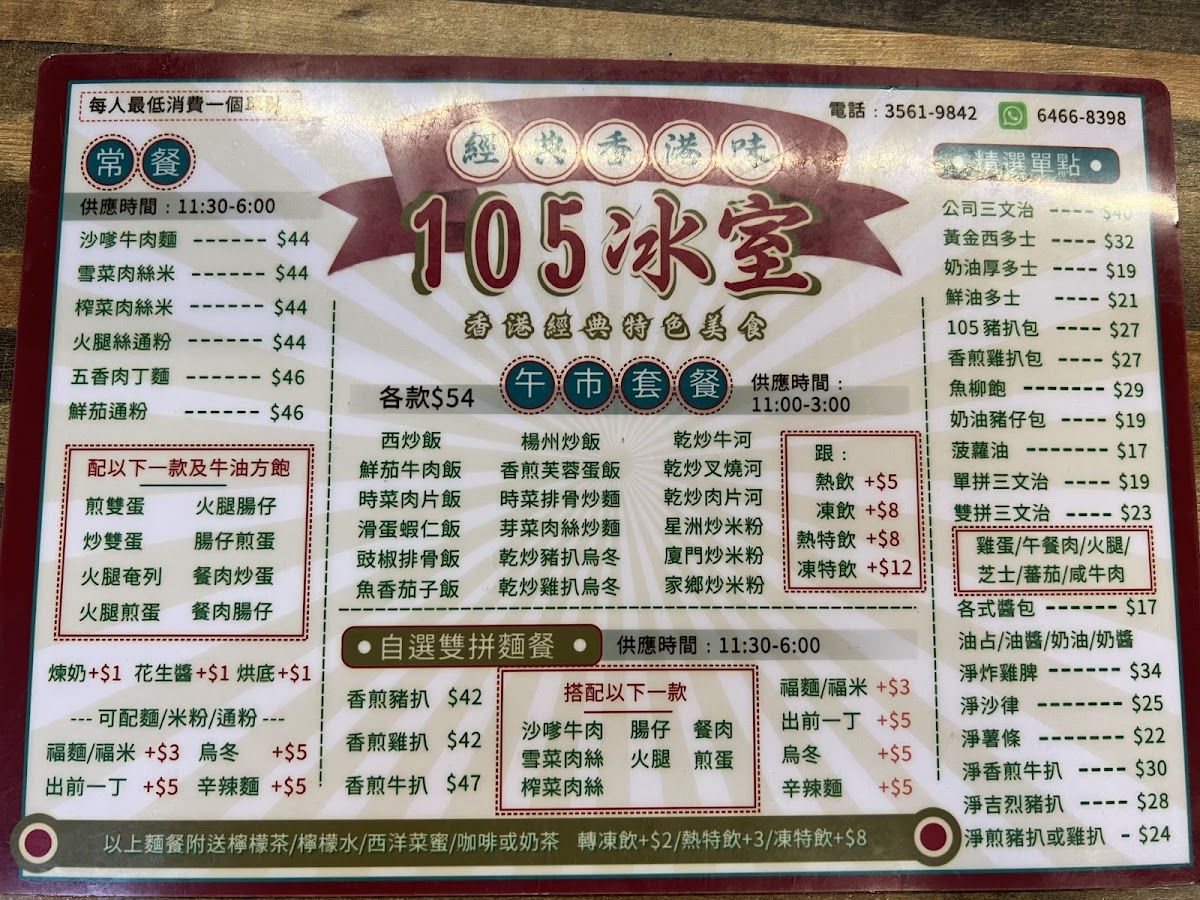 每人最低消費一個
電話：3561-9842 6466-8398
經典香港味
105冰室
香港經典特色美食
常餐
供應時間：11:30-6:00
沙嗲牛肉麵 ------- $44
雪菜肉絲米 ------- $44
榨菜肉絲米 ------- $44
火腿絲通粉 ------- $44
五香肉丁麵 ------- $46
鮮茄通粉 ------- $46
配以下一款及牛油方飽
煎雙蛋 火腿腸仔
炒雙蛋 腸仔煎蛋
火腿奄列 餐肉炒蛋
火腿煎蛋 餐肉腸仔
煉奶+$1 花生醬+$1 烘底+$1
--- 可配麵/米粉/通粉 ---
福麵/福米 +$3 烏冬 +$5
出前一丁 +$5 辛辣麵 +$5
各款$54
午市套餐
供應時間：
11:00-3:00
西炒飯 楊州炒飯 乾炒牛河
鮮茄牛肉飯 香煎芙蓉蛋飯 乾炒叉燒河
時菜肉片飯 時菜排骨炒麵 乾炒肉片河
滑蛋蝦仁飯 芽菜肉絲炒麵 星洲炒米粉
豉椒排骨飯 乾炒豬扒烏冬 廈門炒米粉
魚香茄子飯 乾炒雞扒烏冬 家鄉炒米粉
跟：
熱飲 +$5
凍飲 +$8
熱特飲 +$8
凍特飲 +$12
自選雙拼麵餐
供應時間：11:30-6:00
香煎豬扒 $42
香煎雞扒 $42
香煎牛扒 $47
搭配以下一款
沙嗲牛肉 腸仔 餐肉
雪菜肉絲 火腿 煎蛋
榨菜肉絲
福麵/福米 +$3
出前一丁 +$5
烏冬 +$5
辛辣麵 +$5
精選單點
公司三文治 ---- $40
黃金西多士 ---- $32
奶油厚多士 ---- $19
鮮油多士 ---- $21
105豬扒包 ---- $27
香煎雞扒包 ---- $27
魚柳飽 ------- $29
奶油豬仔包 ---- $19
菠蘿油 ------- $17
單拼三文治 ---- $19
雙拼三文治 ---- $23
雞蛋/午餐肉/火腿/
芝士/蕃茄/咸牛肉
各式醬包 ------ $17
油占/油醬/奶油/奶醬
淨炸雞脾 ------ $34
淨沙律 ------- $25
淨薯條 ------- $22
淨香煎牛扒 ---- $30
淨吉烈豬扒 ---- $28
淨煎豬扒或雞扒 - $24
以上麵餐附送檸檬茶/檸檬水/西洋菜蜜/咖啡或奶茶 轉凍飲+$2/熱特飲+3/凍特飲+$8